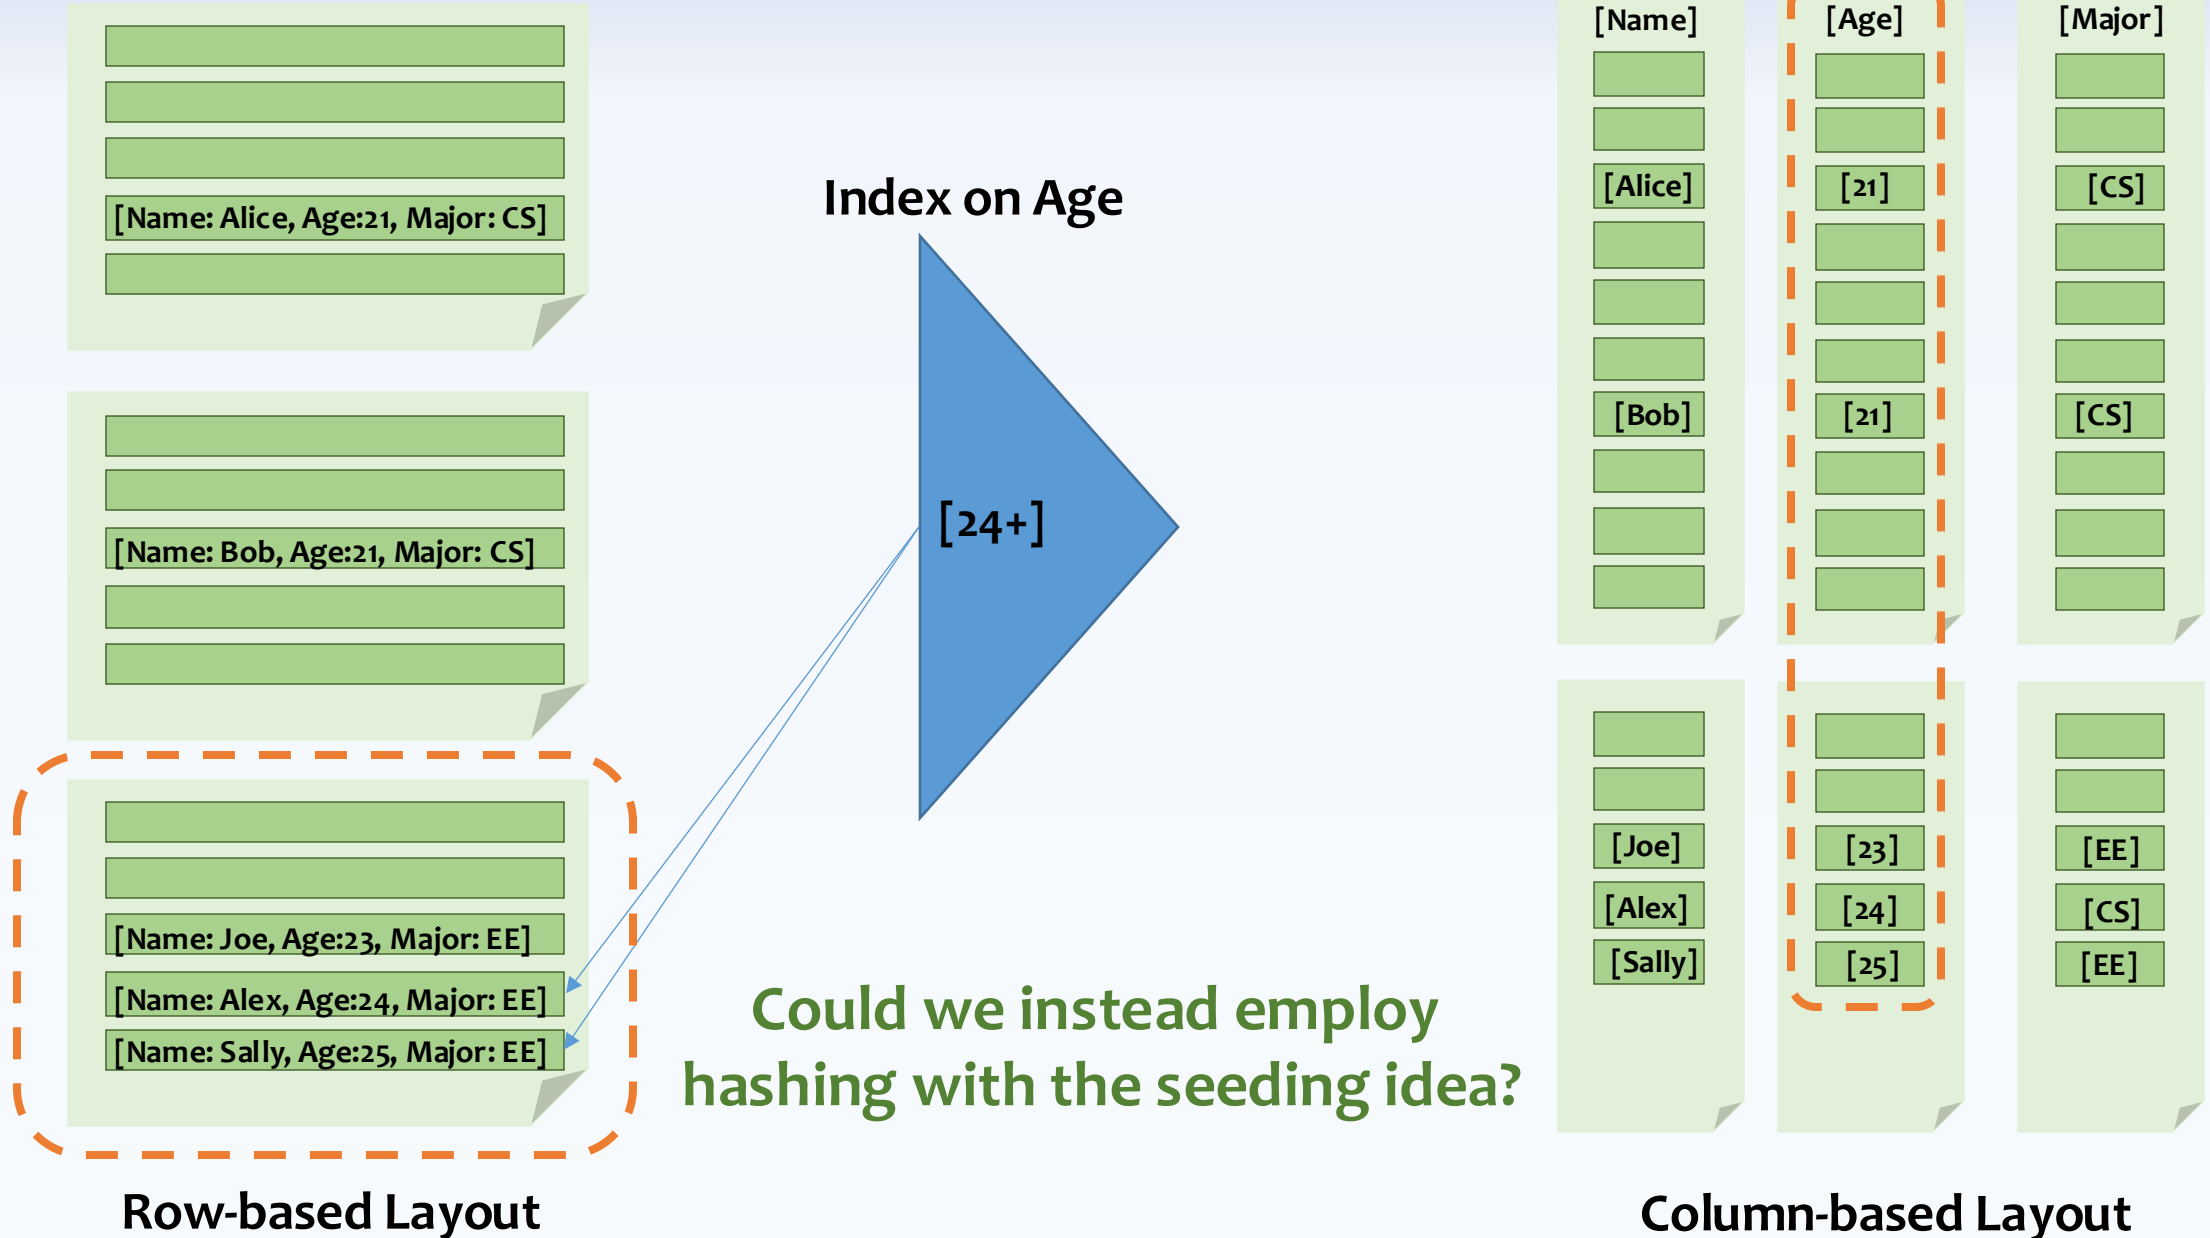 [Name: Alice, Age:21, Major: CS]
[Name: Bob, Age:21, Major: CS]
[Name: Joe, Age:23, Major: EE]
[Name: Alex, Age:24, Major: EE]
[Name: Sally, Age:25, Major: EE]
Row-based Layout
Index on Age
[24+]
Could we instead employ
hashing with the seeding idea?
[Name] [Age] [Major]
[Alice] [21] [CS]
[Bob] [21] [CS]
[Joe] [23] [EE]
[Alex] [24] [CS]
[Sally] [25] [EE]
Column-based Layout